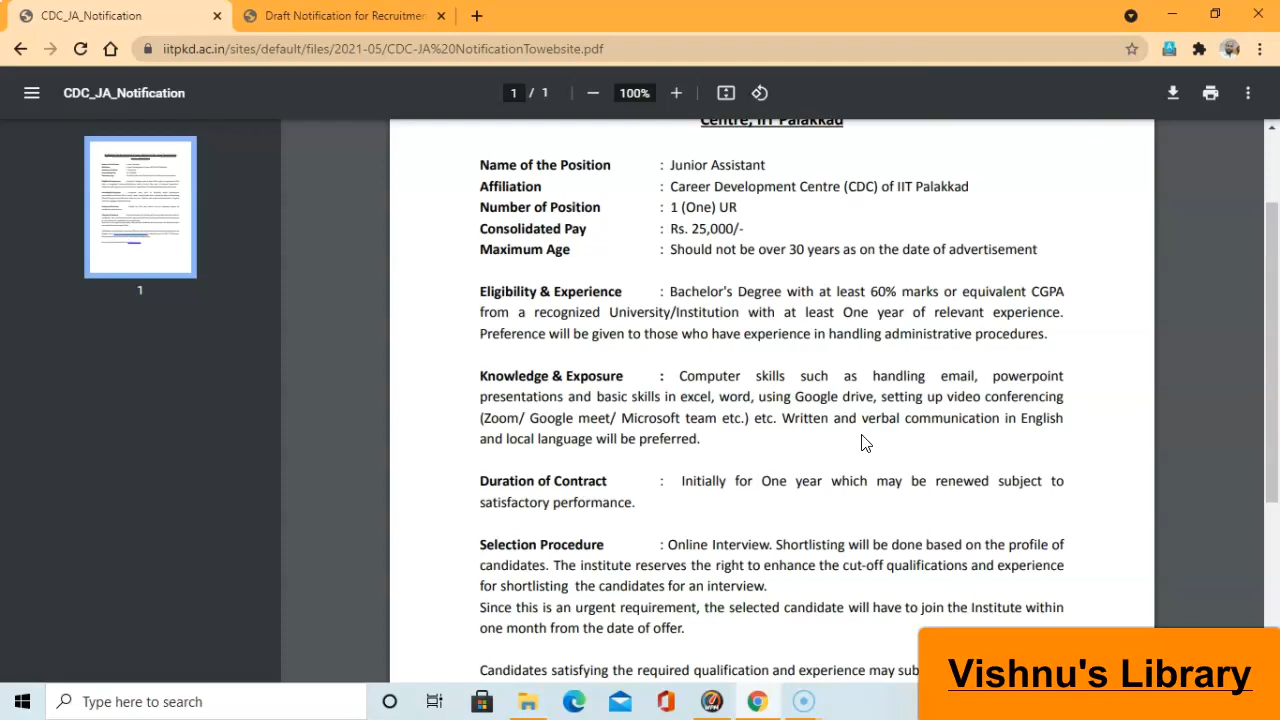 CDC_JA_Notification
Draft Notification for Recruitmen
iitpkd.ac.in/sites/default/files/2021-05/CDC-JA%20NotificationTowebsite.pdf
CDC_JA_Notification
1 / 1
100%
Centre, IIT Palakkad
Name of the Position : Junior Assistant
Affiliation : Career Development Centre (CDC) of IIT Palakkad
Number of Position : 1 (One) UR
Consolidated Pay : Rs. 25,000/-
Maximum Age : Should not be over 30 years as on the date of advertisement
Eligibility & Experience : Bachelor's Degree with at least 60% marks or equivalent CGPA
from a recognized University/Institution with at least One year of relevant experience.
Preference will be given to those who have experience in handling administrative procedures.
Knowledge & Exposure : Computer skills such as handling email, powerpoint
presentations and basic skills in excel, word, using Google drive, setting up video conferencing
(Zoom/ Google meet/ Microsoft team etc.) etc. Written and verbal communication in English
and local language will be preferred.
Duration of Contract : Initially for One year which may be renewed subject to
satisfactory performance.
Selection Procedure : Online Interview. Shortlisting will be done based on the profile of
candidates. The institute reserves the right to enhance the cut-off qualifications and experience
for shortlisting the candidates for an interview.
Since this is an urgent requirement, the selected candidate will have to join the Institute within
one month from the date of offer.
Candidates satisfying the required qualification and experience may sub
1
Vishnu's Library
Type here to search